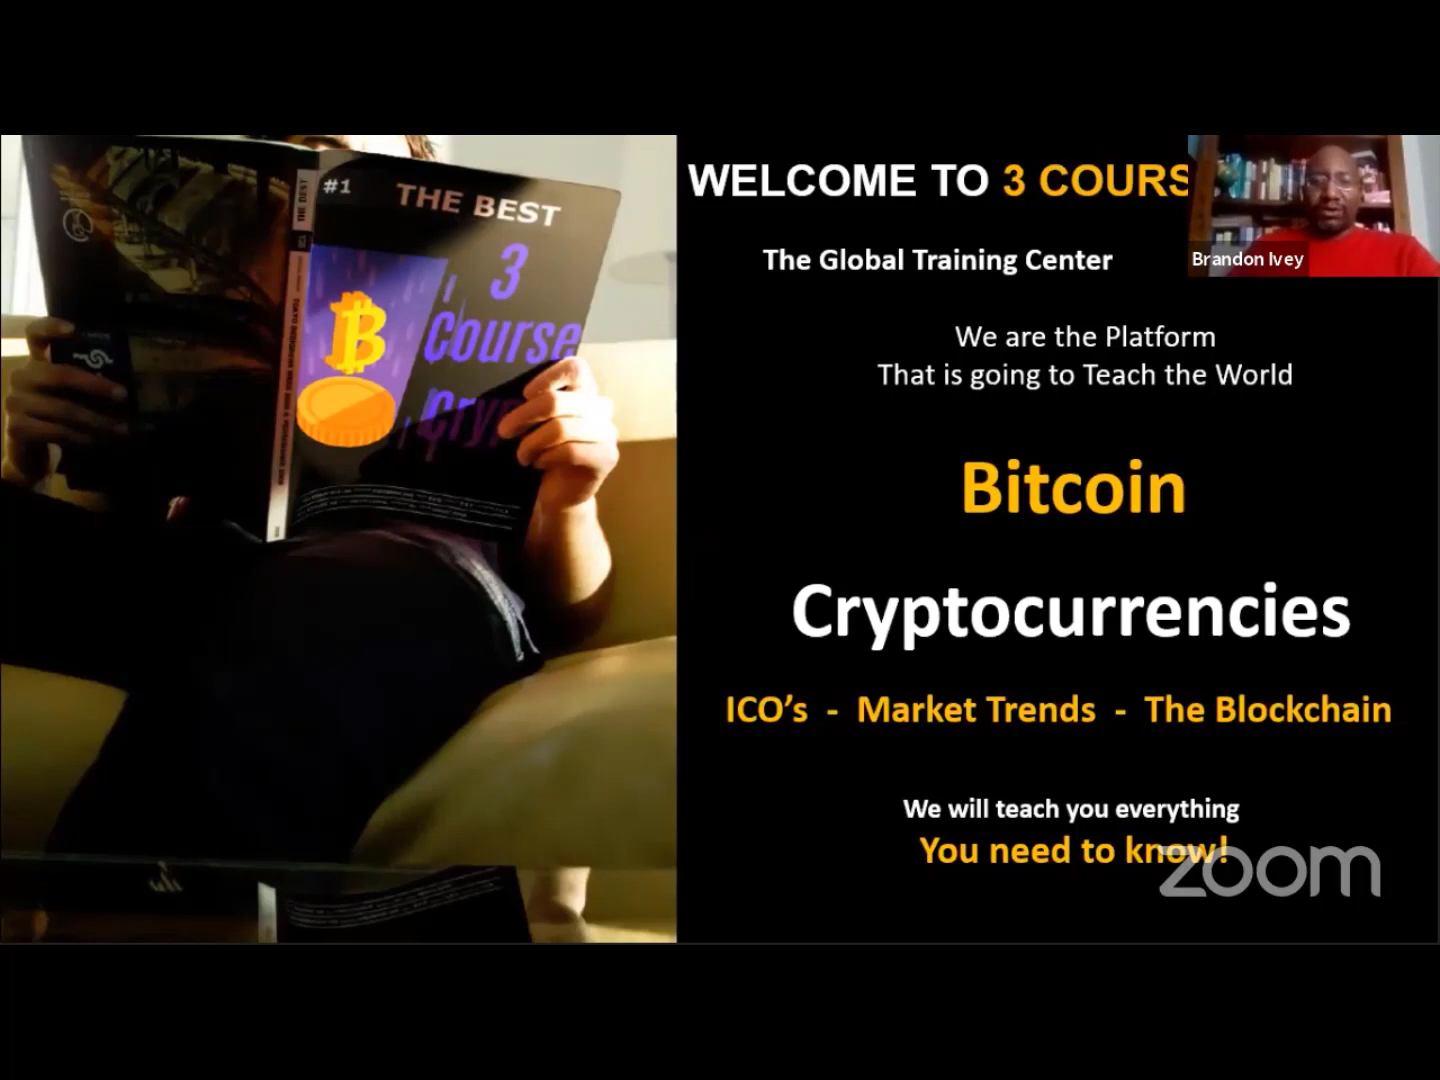 #1
THE BEST
3
Course
THE BEST
WELCOME TO 3 COURS
Brandon Ivey
The Global Training Center
We are the Platform
That is going to Teach the World
Bitcoin
Cryptocurrencies
ICO’s - Market Trends - The Blockchain
We will teach you everything
You need to know!
zoom